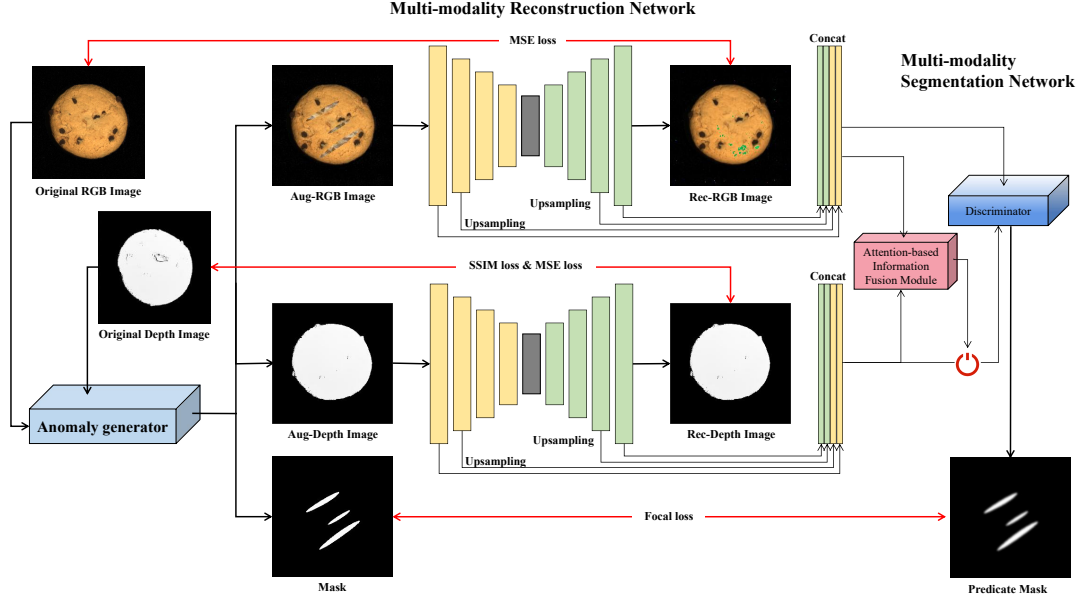 Multi-modality Reconstruction Network
MSE loss
Concat
Multi-modality
Segmentation Network
Original RGB Image
Aug-RGB Image
Upsampling
Rec-RGB Image
Upsampling
Discriminator
Attention-based
Information
Fusion Module
SSIM loss & MSE loss
Concat
Original Depth Image
Anomaly generator
Aug-Depth Image
Upsampling
Rec-Depth Image
Upsampling
Focal loss
Mask
Predicate Mask